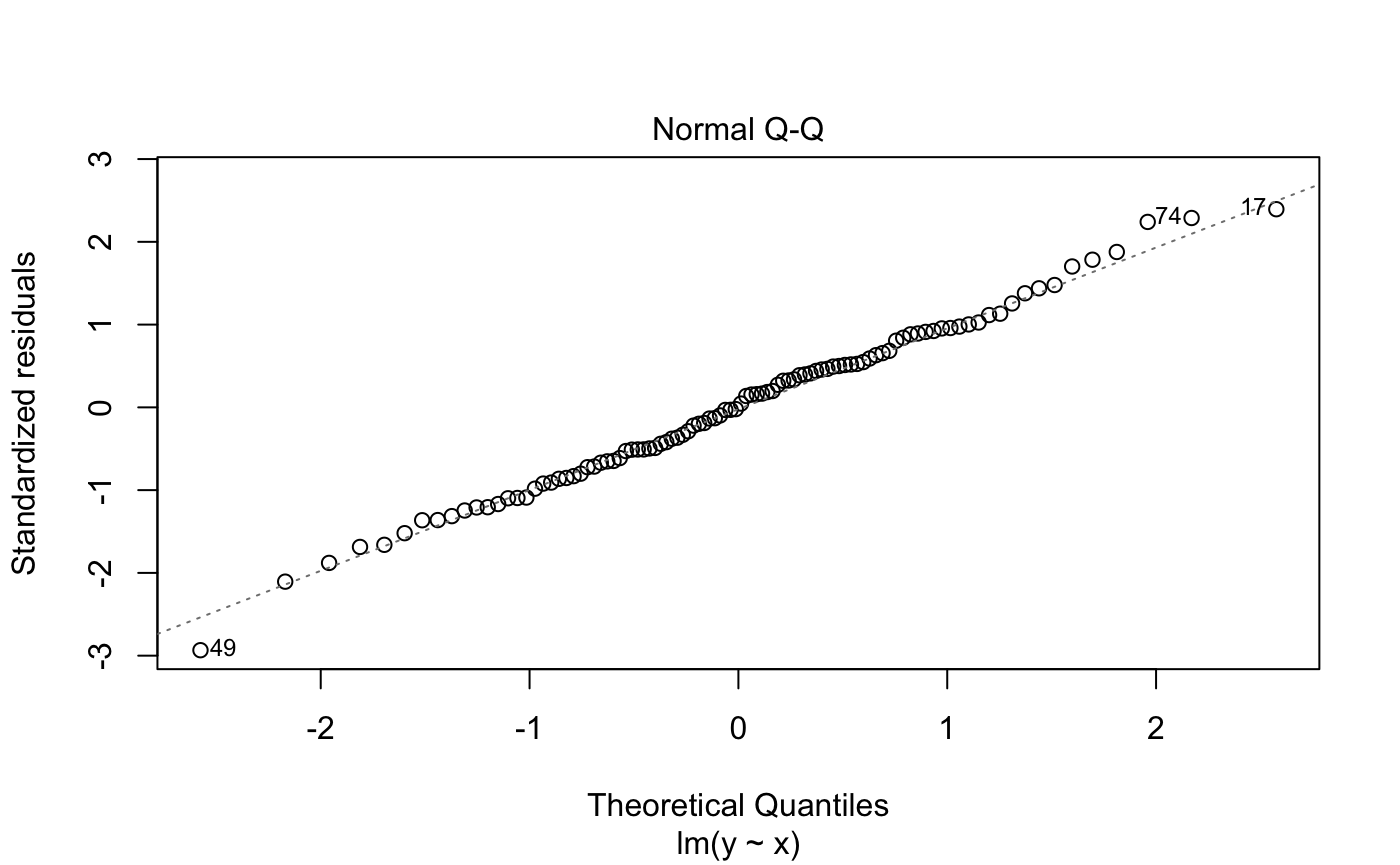 Normal Q-Q
Standardized residuals
3
2
1
0
-1
-2
-3
74
17
49
-2 -1 0 1 2
Theoretical Quantiles
lm(y ~ x)